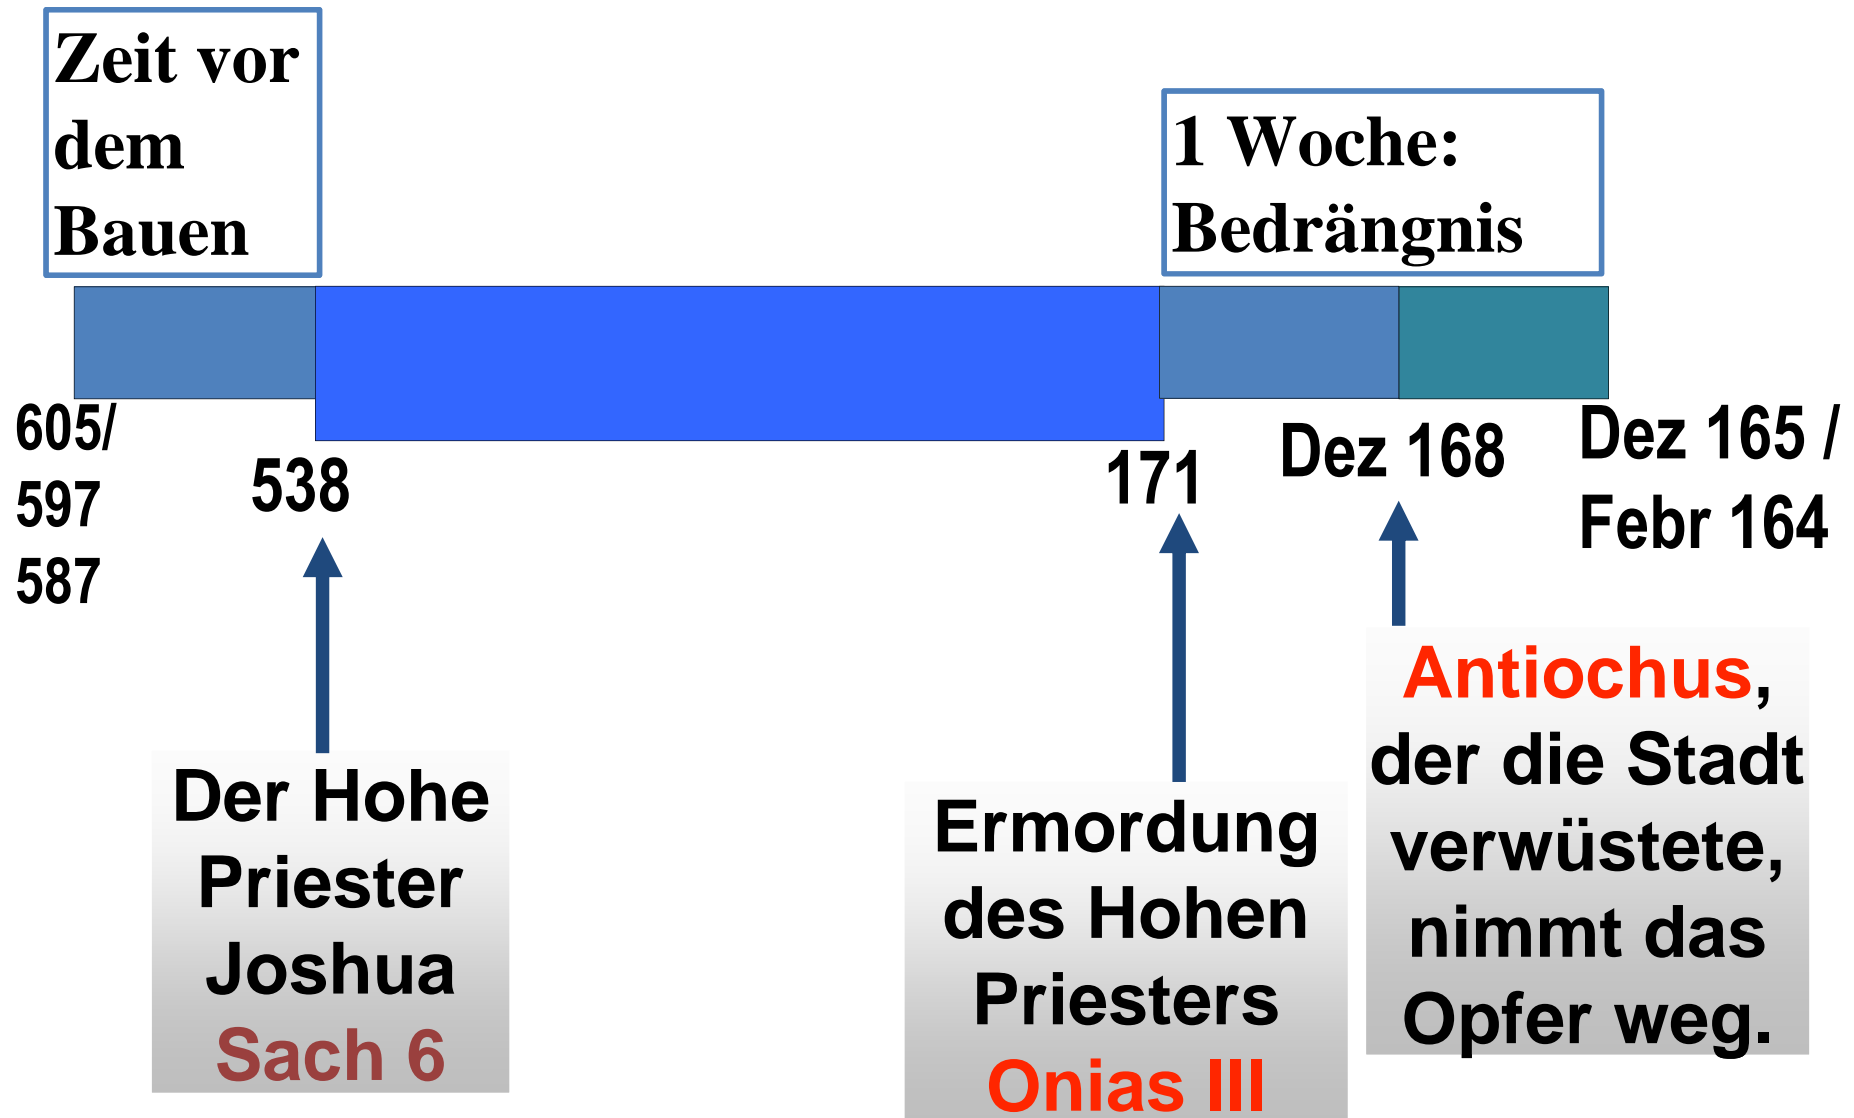 Zeit vor
dem
Bauen
1 Woche:
Bedrängnis
605/
597
587
538
171
Dez 168
Dez 165 /
Febr 164
Der Hohe
Priester
Joshua
Sach 6
Ermordung
des Hohen
Priesters
Onias III
Antiochus,
der die Stadt
verwüstete,
nimmt das
Opfer weg.